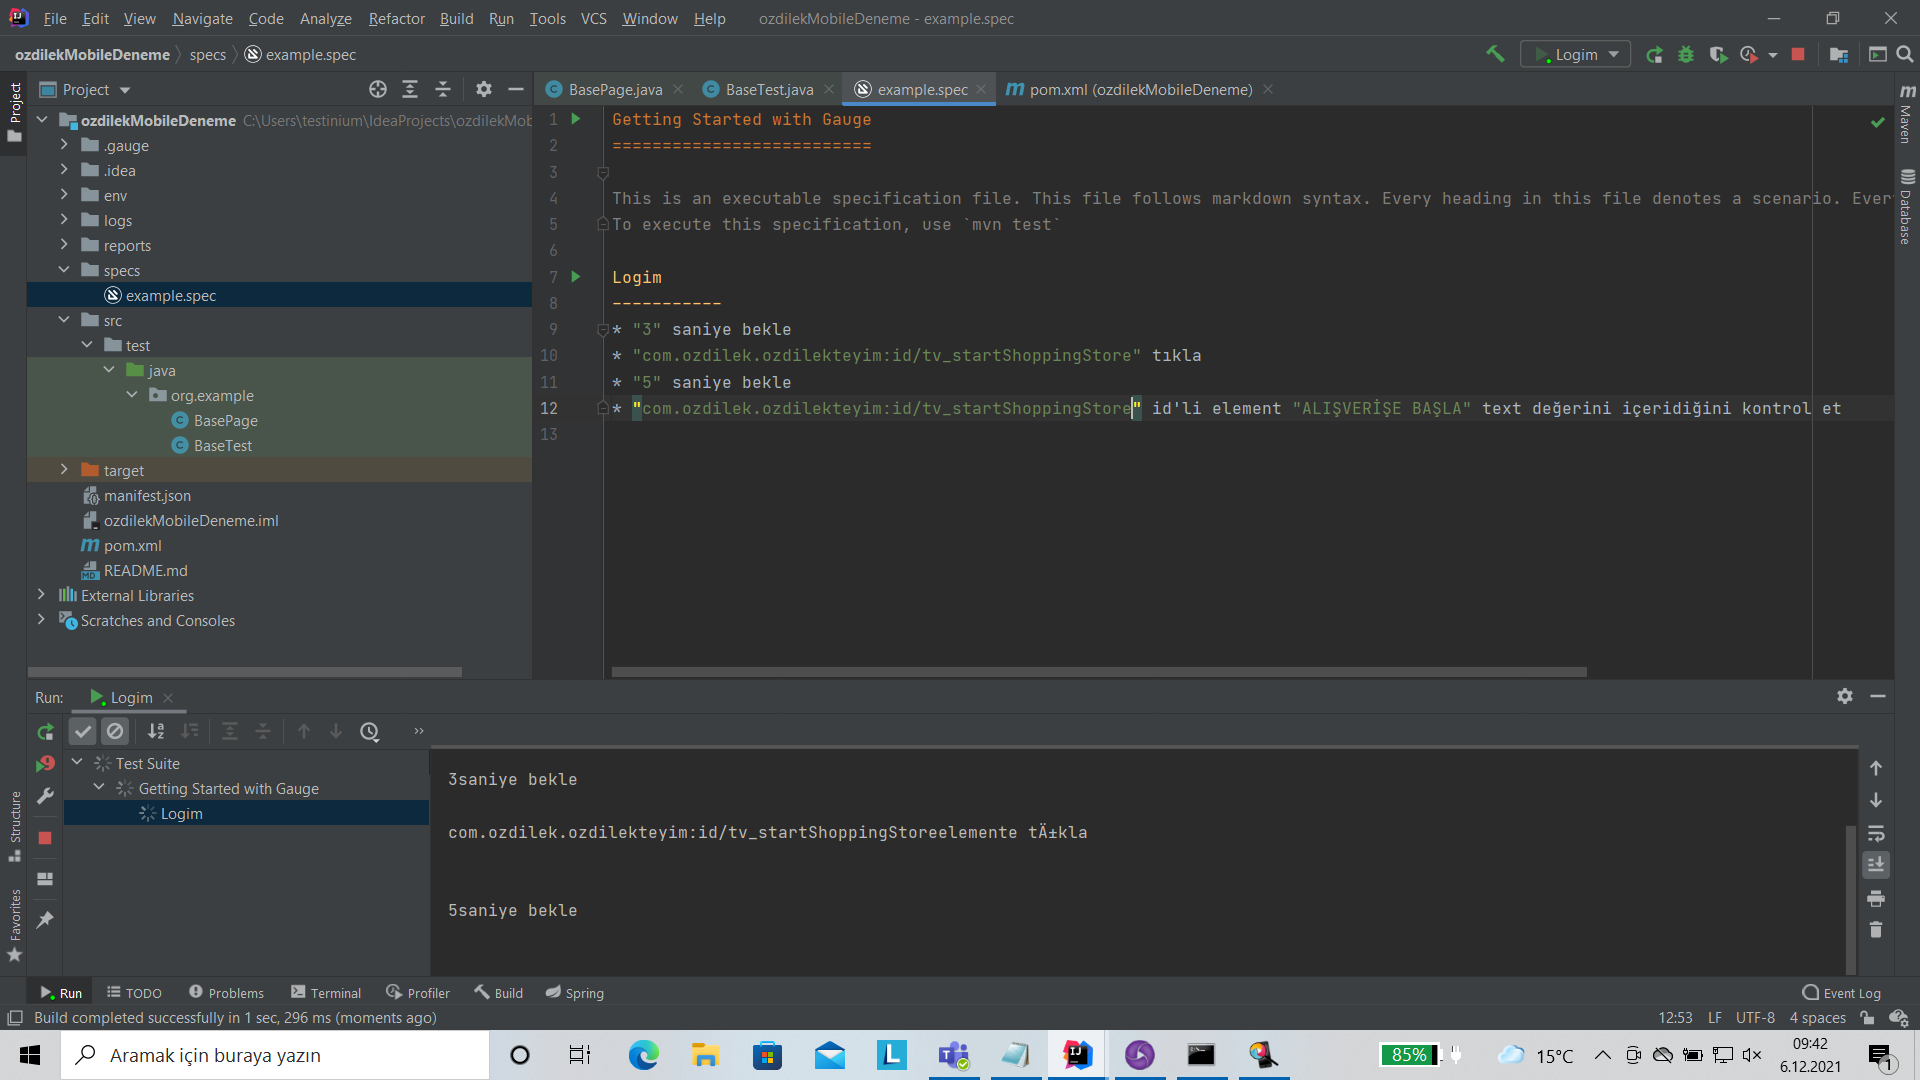 File Edit View Navigate Code Analyze Refactor Build Run Tools VCS Window Help ozdilekMobileDeneme - example.spec
ozdilekMobileDeneme specs example.spec Logim
Project
BasePage.java BaseTest.java example.spec pom.xml (ozdilekMobileDeneme)
Project
Structure
Favorites
ozdilekMobileDeneme C:\Users\testinium\IdeaProjects\ozdilekMob
.gauge
.idea
env
logs
reports
specs
example.spec
src
test
java
org.example
BasePage
BaseTest
target
manifest.json
ozdilekMobileDeneme.iml
pom.xml
README.md
External Libraries
Scratches and Consoles
1 Getting Started with Gauge
2 ==========================
3
4 This is an executable specification file. This file follows markdown syntax. Every heading in this file denotes a scenario. Ever
5 To execute this specification, use `mvn test`
6
7 Logim
8 -----------
9 * "3" saniye bekle
10 * "com.ozdilek.ozdilekteyim:id/tv_startShoppingStore" tıkla
11 * "5" saniye bekle
12 * "com.ozdilek.ozdilekteyim:id/tv_startShoppingStore" id'li element "ALIŞVERİŞE BAŞLA" text değerini içeridiğini kontrol et
13
Maven
Database
Run: Logim
Test Suite
Getting Started with Gauge
Logim
3saniye bekle
com.ozdilek.ozdilekteyim:id/tv_startShoppingStoreelemente tÄ±kla
5saniye bekle
Run TODO Problems Terminal Profiler Build Spring Event Log
Build completed successfully in 1 sec, 296 ms (moments ago) 12:53 LF UTF-8 4 spaces
Aramak için buraya yazın 85% 15°C 09:42
6.12.2021
1